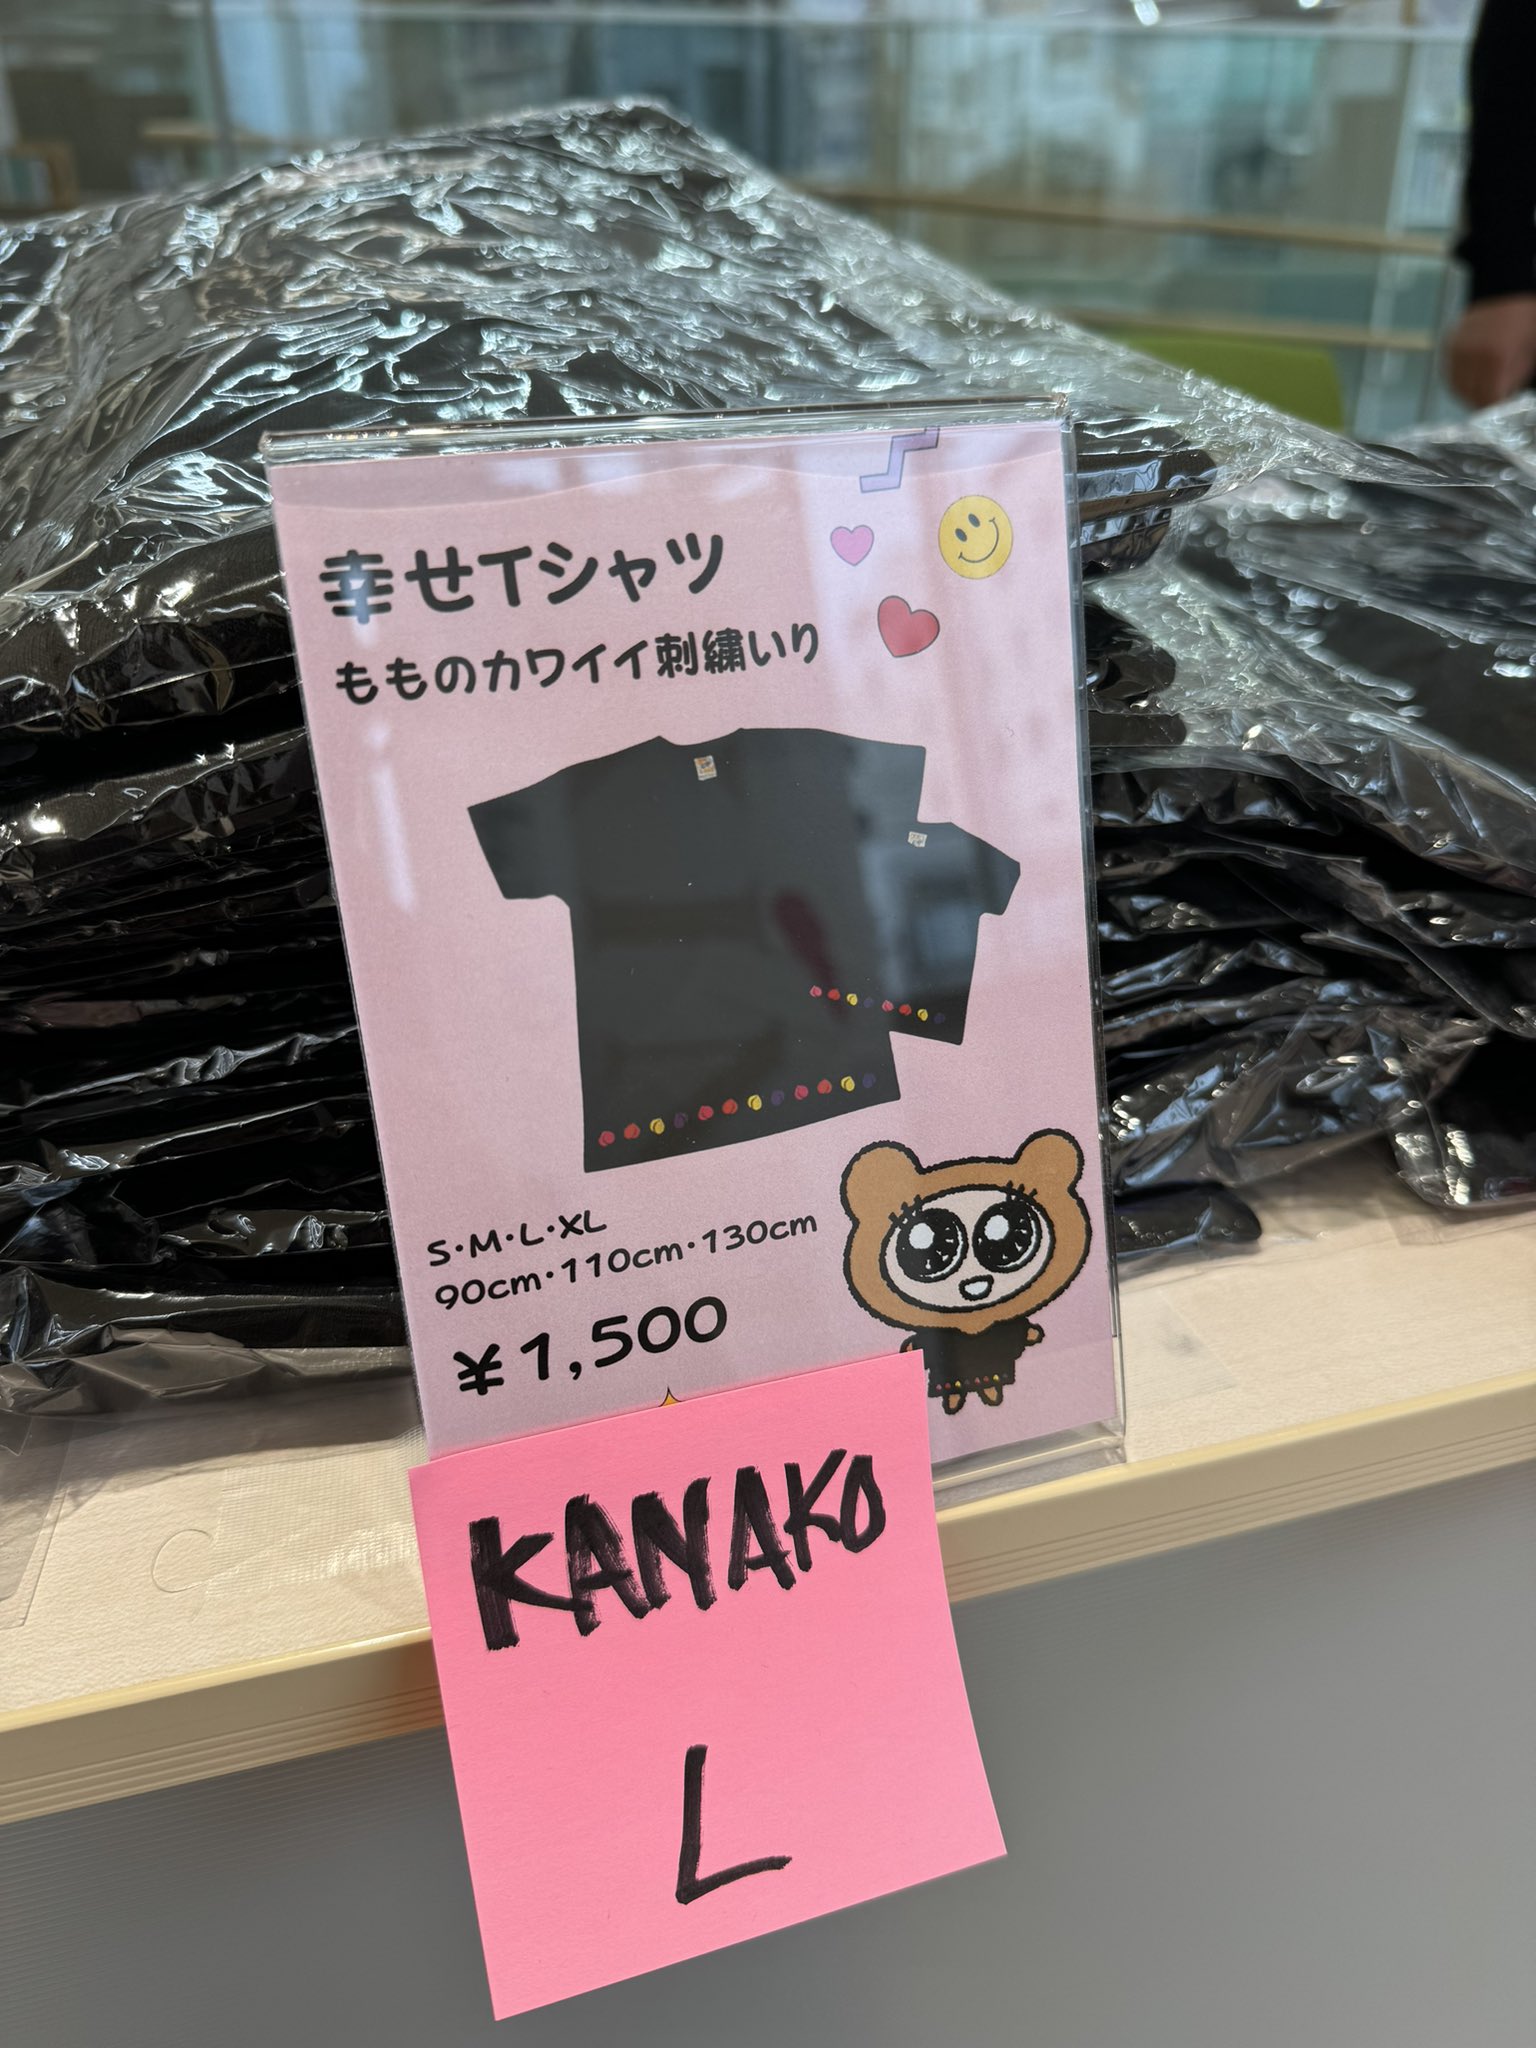 幸せTシャツ
もものカワイイ刺繍いり
S・M・L・XL
90cm・110cm・130cm
¥1,500
KANAKO
L